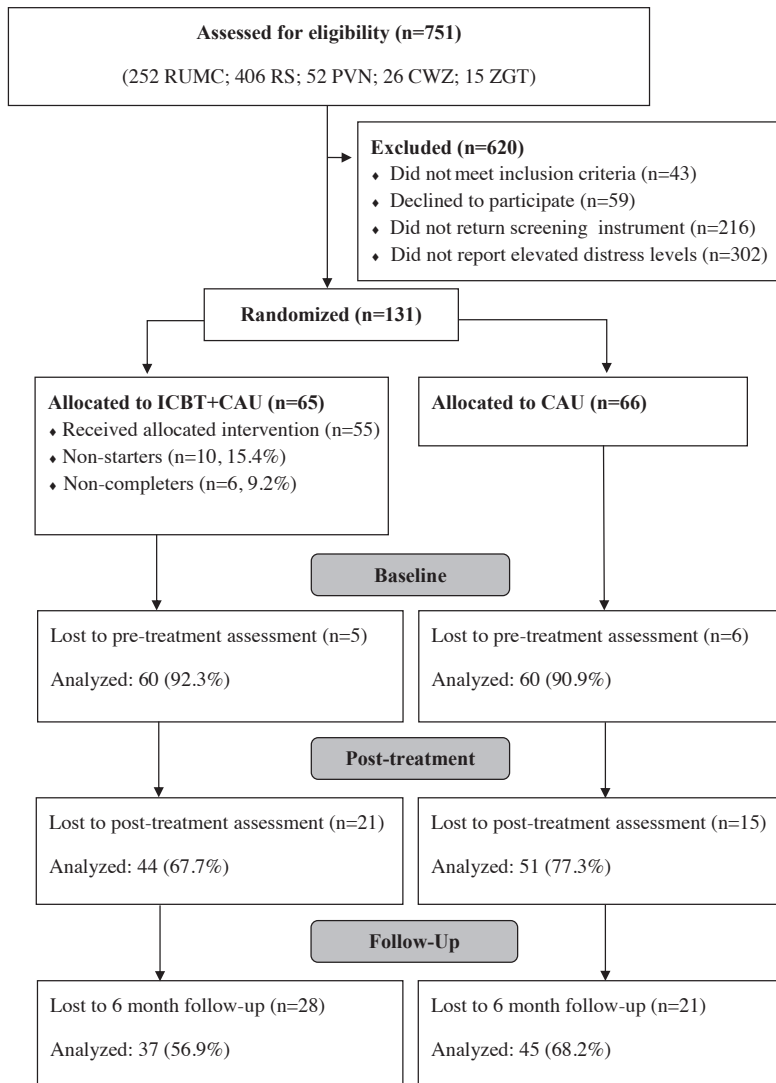 Assessed for eligibility (n=751)
(252 RUMC; 406 RS; 52 PVN; 26 CWZ; 15 ZGT)
Excluded (n=620)
⬧ Did not meet inclusion criteria (n=43)
⬧ Declined to participate (n=59)
⬧ Did not return screening instrument (n=216)
⬧ Did not report elevated distress levels (n=302)
Randomized (n=131)
Allocated to ICBT+CAU (n=65)
⬧ Received allocated intervention (n=55)
⬧ Non-starters (n=10, 15.4%)
⬧ Non-completers (n=6, 9.2%)
Allocated to CAU (n=66)
Baseline
Lost to pre-treatment assessment (n=5)
Analyzed: 60 (92.3%)
Lost to pre-treatment assessment (n=6)
Analyzed: 60 (90.9%)
Post-treatment
Lost to post-treatment assessment (n=21)
Analyzed: 44 (67.7%)
Lost to post-treatment assessment (n=15)
Analyzed: 51 (77.3%)
Follow-Up
Lost to 6 month follow-up (n=28)
Analyzed: 37 (56.9%)
Lost to 6 month follow-up (n=21)
Analyzed: 45 (68.2%)